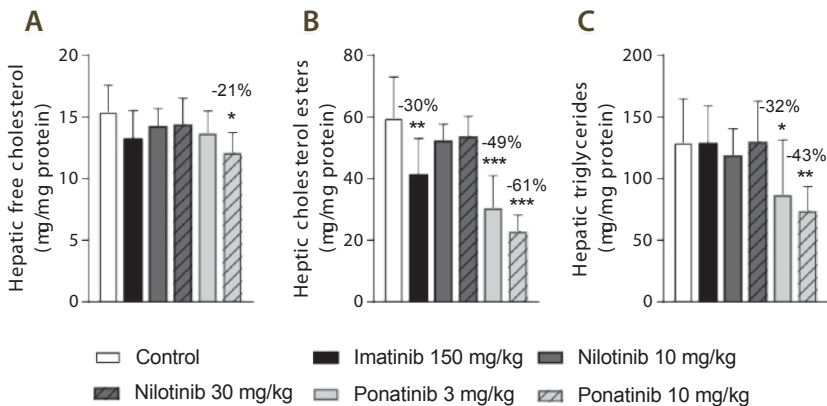 A
B
C
Hepatic free cholesterol
(mg/mg protein)
20
15
10
5
0
-21%
*
Heptic cholesterol esters
(mg/mg protein)
80
60
40
20
0
-30%
**
-49%
***
-61%
***
Hepatic triglycerides
(mg/mg protein)
200
150
100
50
0
-32%
*
-43%
**
Control
Imatinib 150 mg/kg
Nilotinib 10 mg/kg
Nilotinib 30 mg/kg
Ponatinib 3 mg/kg
Ponatinib 10 mg/kg